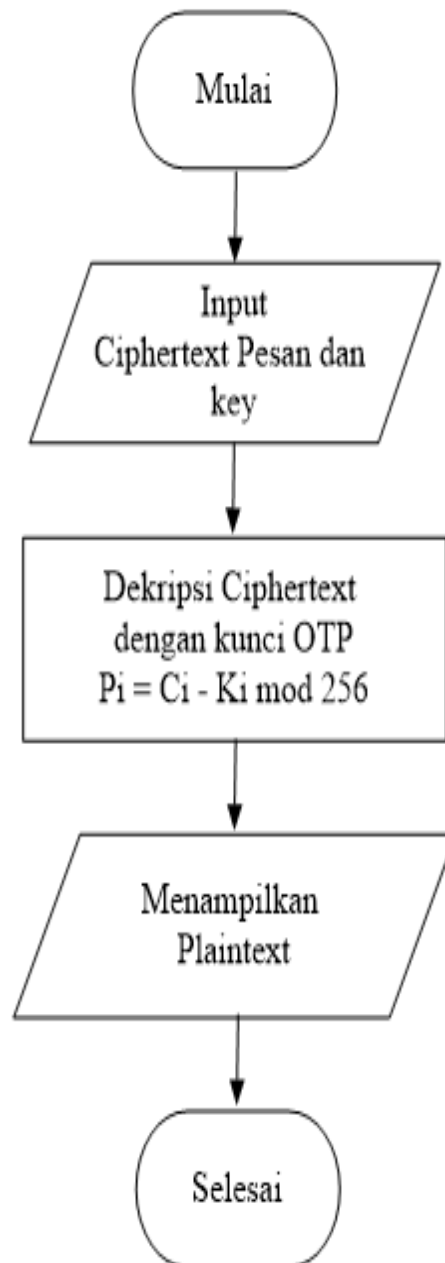 Mulai
Input
Ciphertext Pesan dan
key
Dekripsi Ciphertext
dengan kunci OTP
Pi = Ci - Ki mod 256
Menampilkan
Plaintext
Selesai